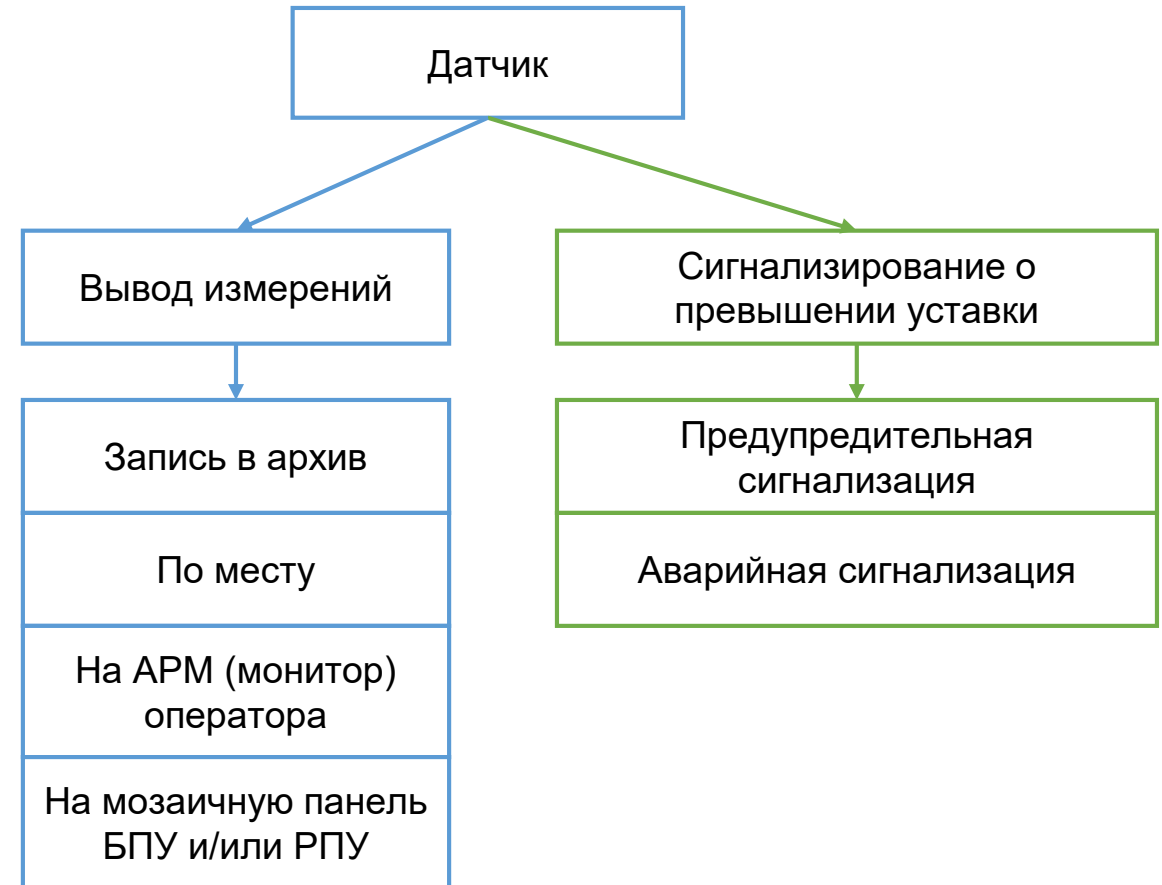 Датчик
Вывод измерений
Сигнализирование о
превышении уставки
Запись в архив
По месту
На АРМ (монитор)
оператора
На мозаичную панель
БПУ и/или РПУ
Предупредительная
сигнализация
Аварийная сигнализация